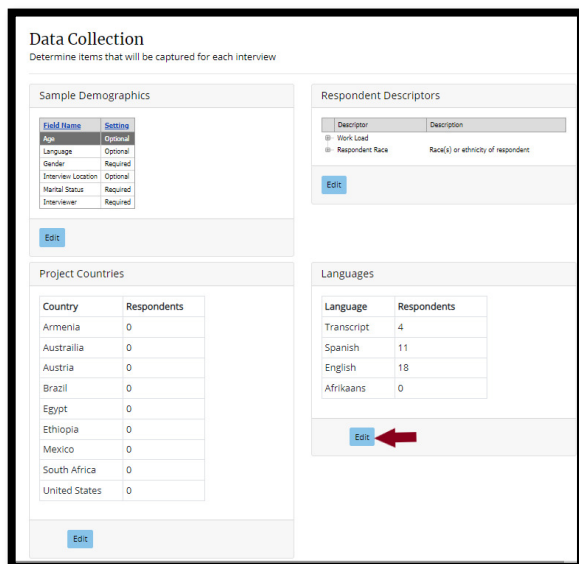 Data Collection
Determine items that will be captured for each interview
Sample Demographics
Field Name Setting
Age Optional
Language Optional
Gender Required
Interview Location Optional
Marital Status Required
Interviewer Required
Edit
Respondent Descriptors
Descriptor Description
Work Load
Respondent Race Race(s) or ethnicity of respondent
Edit
Project Countries
Country Respondents
Armenia 0
Austrailia 0
Austria 0
Brazil 0
Egypt 0
Ethiopia 0
Mexico 0
South Africa 0
United States 0
Edit
Languages
Language Respondents
Transcript 4
Spanish 11
English 18
Afrikaans 0
Edit